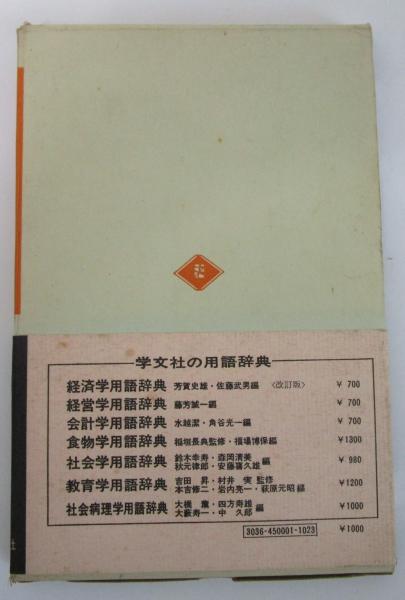 学文社の用語辞典
経済学用語辞典 芳賀史雄・佐藤武男編 〈改訂版〉 ¥ 700
経営学用語辞典 藤芳誠一編 ¥ 700
会計学用語辞典 水越潔・角谷光一編 ¥ 700
食物学用語辞典 稲垣長典監修・福場博保編 ¥1300
社会学用語辞典 鈴木幸寿・森岡清美 秋元律郎・安藤喜久雄 編 ¥ 980
教育学用語辞典 吉田 昇・村井 実 監修 本吉修二・岩内亮一・萩原元昭 編 ¥1200
社会病理学用語辞典 大橋 薫・四方寿雄 大藪寿一・中 久郎 編 ¥1000
3036-450001-1023 ¥1000
社